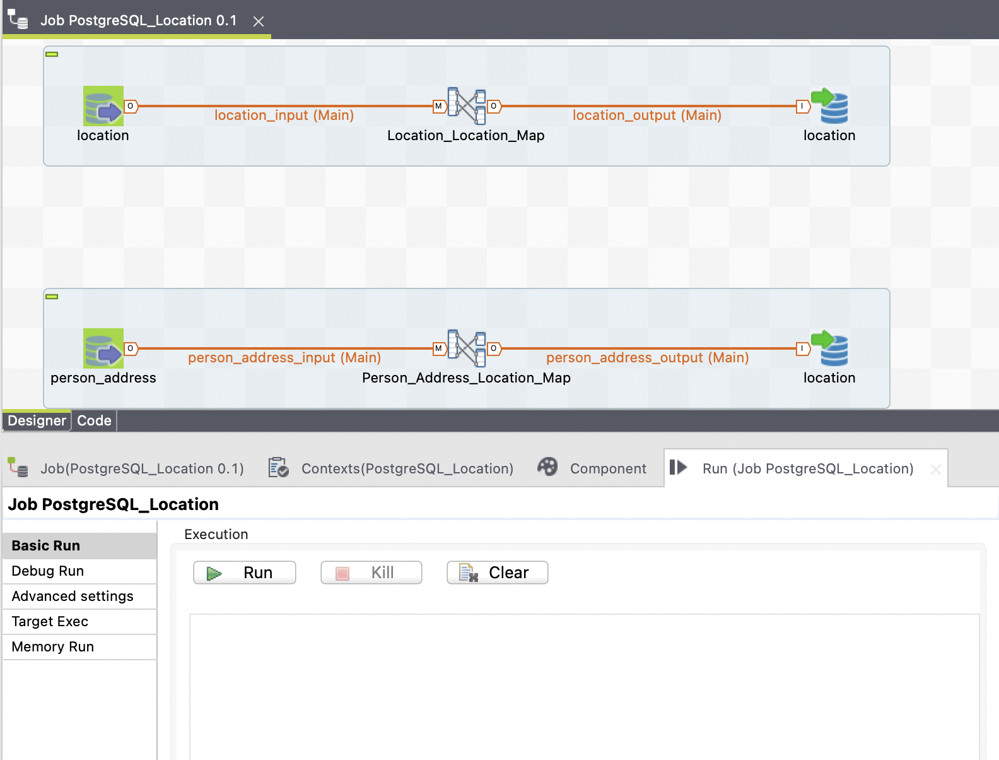 Job PostgreSQL_Location 0.1
O M O I
location_input (Main) location_output (Main)
location Location_Location_Map location
O M O I
person_address_input (Main) person_address_output (Main)
person_address Person_Address_Location_Map location
Designer Code
Job(PostgreSQL_Location 0.1) Contexts(PostgreSQL_Location) Component Run (Job PostgreSQL_Location)
Job PostgreSQL_Location
Execution
Basic Run
Debug Run
Advanced settings
Target Exec
Memory Run
Run Kill Clear